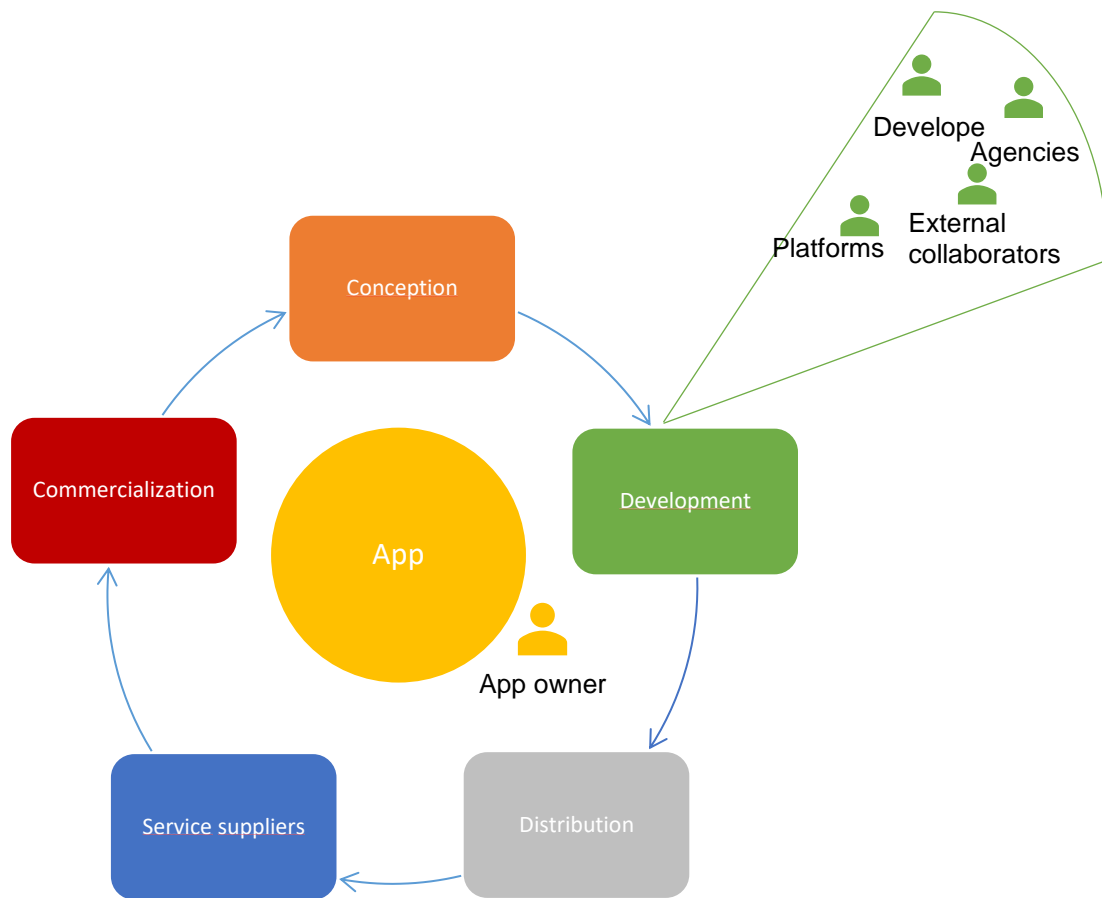 Develope
Agencies
Platforms
External
collaborators
Conception
Commercialization
Development
App
App owner
Service suppliers
Distribution